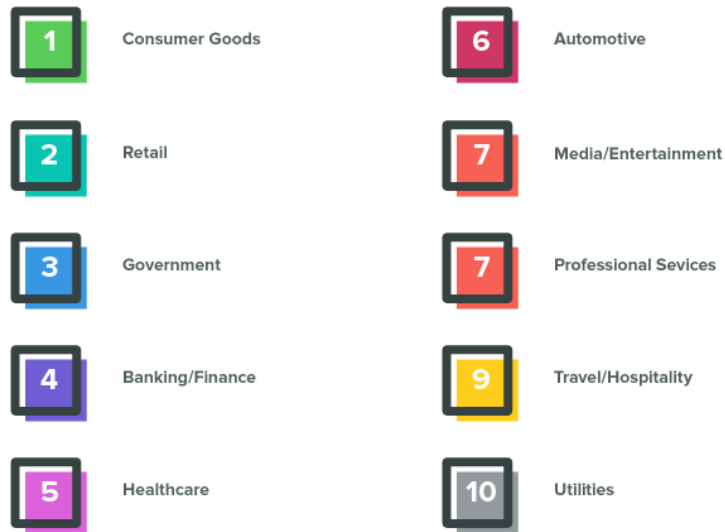 1 Consumer Goods
2 Retail
3 Government
4 Banking/Finance
5 Healthcare
6 Automotive
7 Media/Entertainment
7 Professional Sevices
9 Travel/Hospitality
10 Utilities